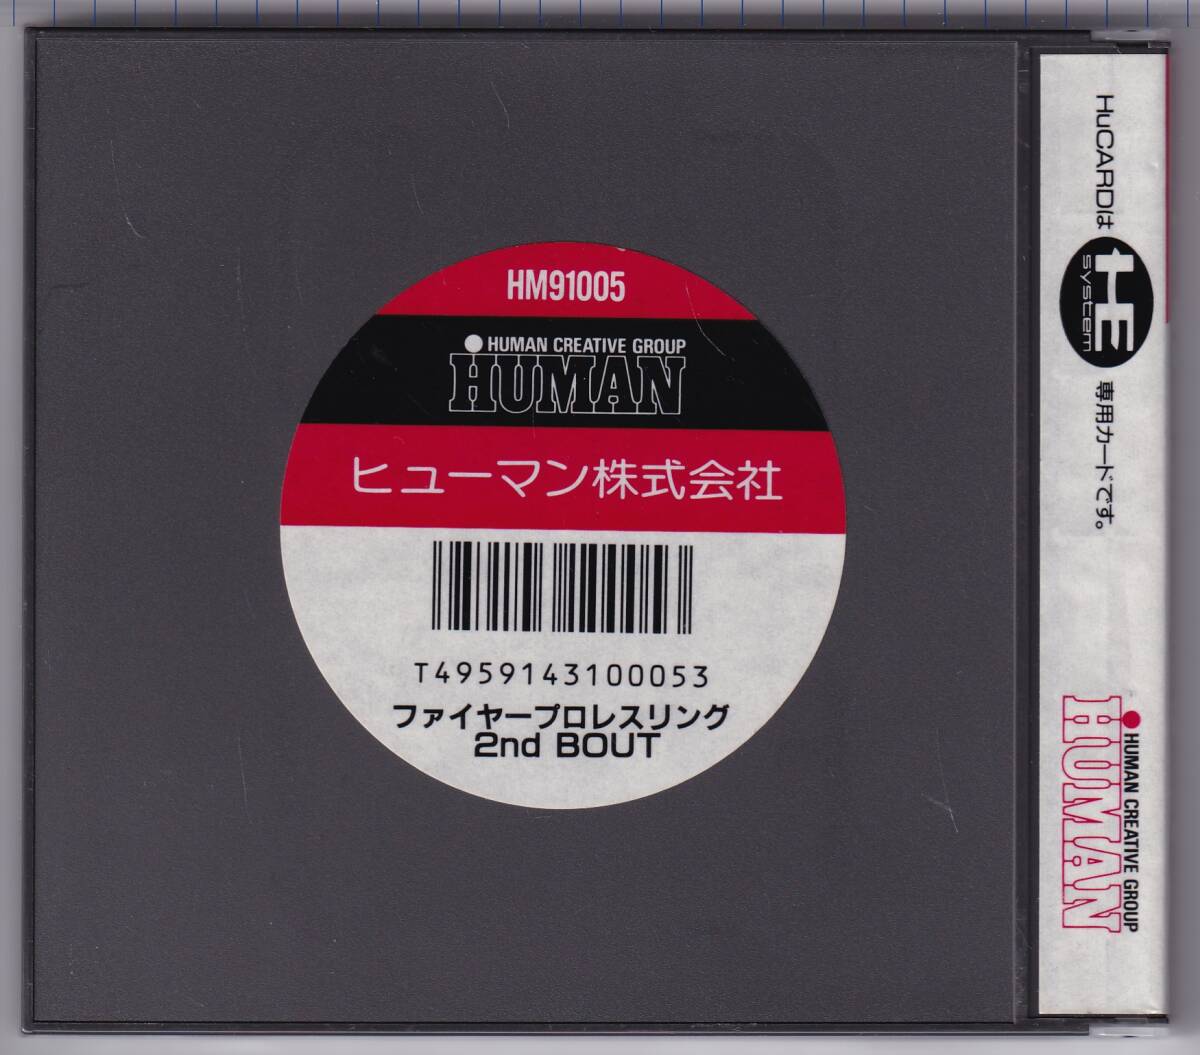 HM91005
HUMAN CREATIVE GROUP
HUMAN
ヒューマン株式会社
T4959143100053
ファイヤープロレスリング
2nd BOUT
HuCARDは
HE
system
専用カードです。
HUMAN CREATIVE GROUP
HUMAN